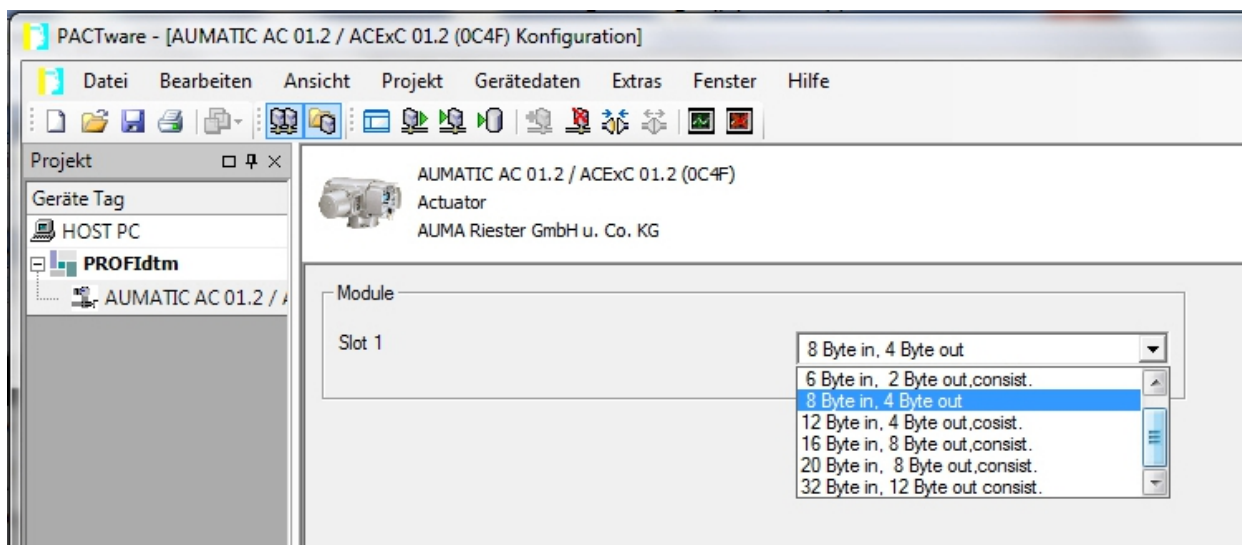 PACTware - [AUMATIC AC 01.2 / ACExC 01.2 (0C4F) Konfiguration]
Datei Bearbeiten Ansicht Projekt Gerätedaten Extras Fenster Hilfe
Projekt
Geräte Tag
HOST PC
PROFIdtm
AUMATIC AC 01.2 /
AUMATIC AC 01.2 / ACExC 01.2 (0C4F)
Actuator
AUMA Riester GmbH u. Co. KG
Module
Slot 1
8 Byte in, 4 Byte out
6 Byte in, 2 Byte out,consist.
8 Byte in, 4 Byte out
12 Byte in, 4 Byte out,cosist.
16 Byte in, 8 Byte out,consist.
20 Byte in, 8 Byte out,consist.
32 Byte in, 12 Byte out consist.